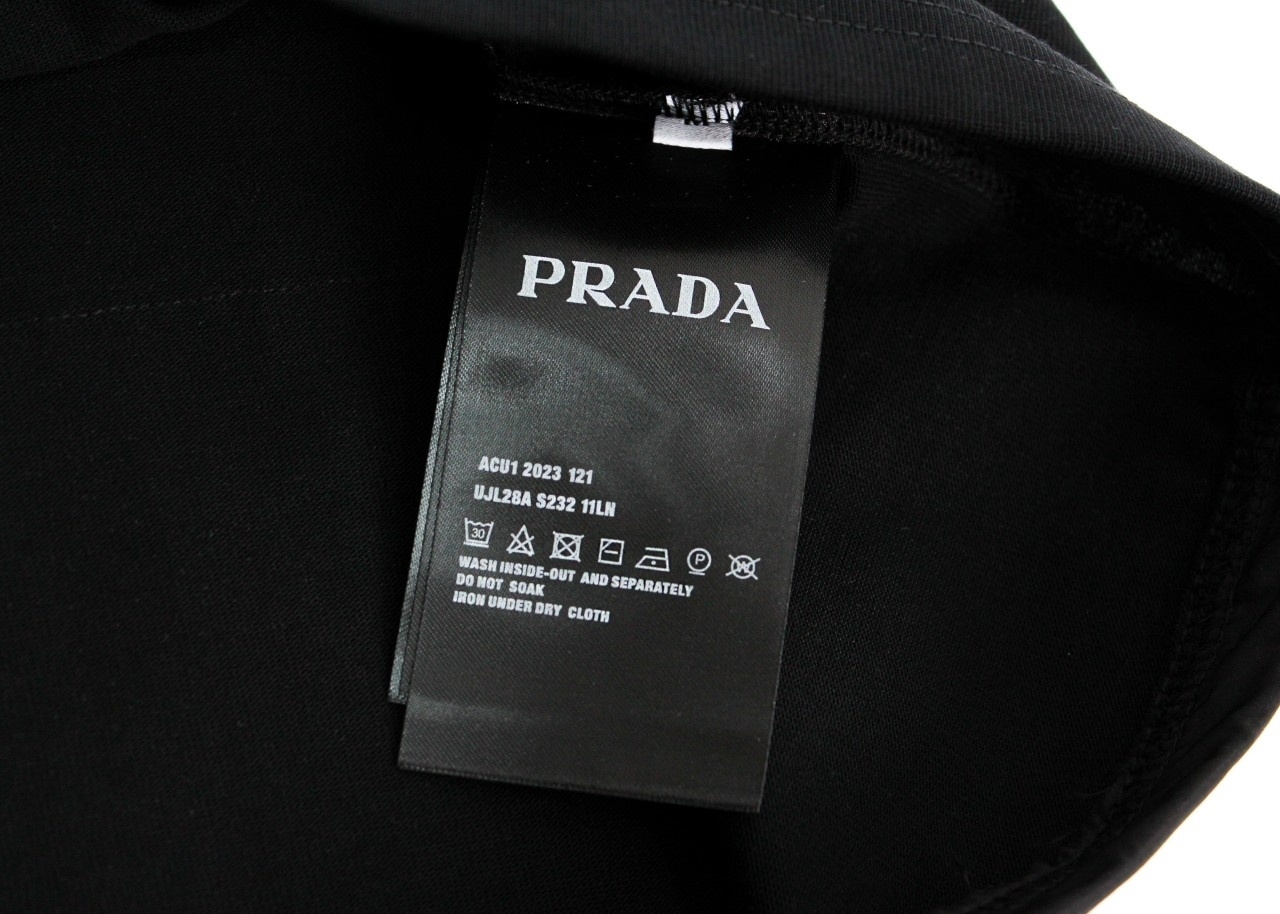 PRADA
ACU1 2023 121
UJL28A S232 11LN
30 P W
WASH INSIDE-OUT AND SEPARATELY
DO NOT SOAK
IRON UNDER DRY CLOTH